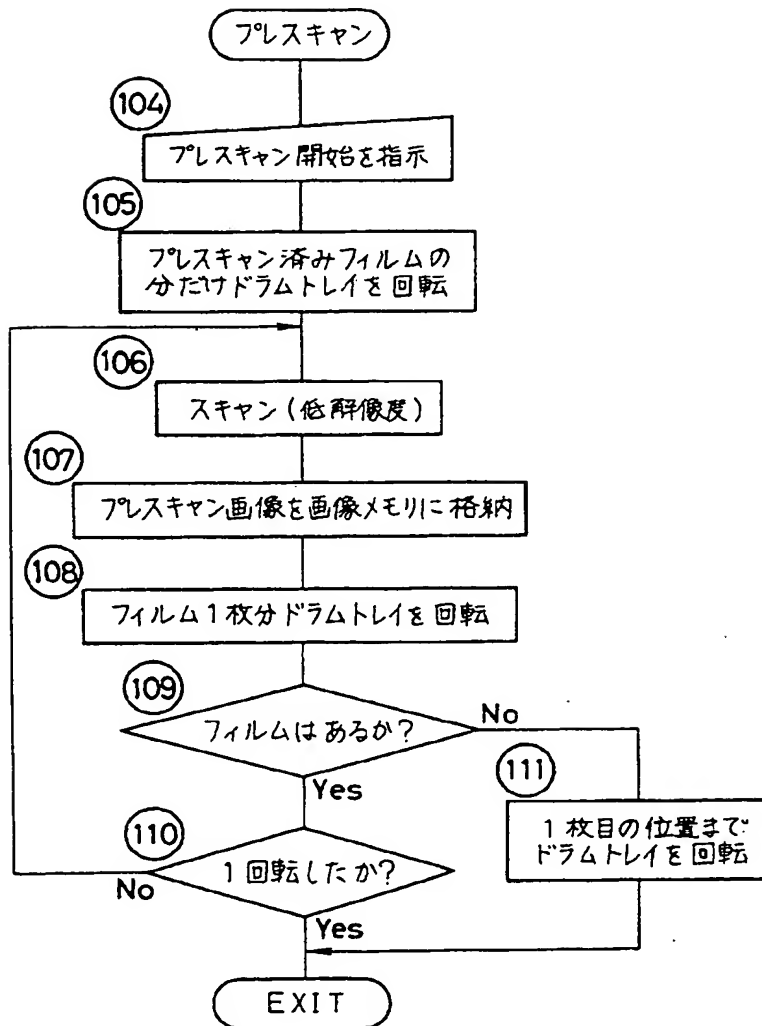 プレスキャン
104
プレスキャン開始を指示
105
プレスキャン済みフィルムの
分だけドラムトレイを回転
106
スキャン(低解像度)
107
プレスキャン画像を画像メモリに格納
108
フィルム1枚分ドラムトレイを回転
109
フィルムはあるか?
No
Yes
111
1枚目の位置まで
ドラムトレイを回転
110
1回転したか?
No
Yes
EXIT